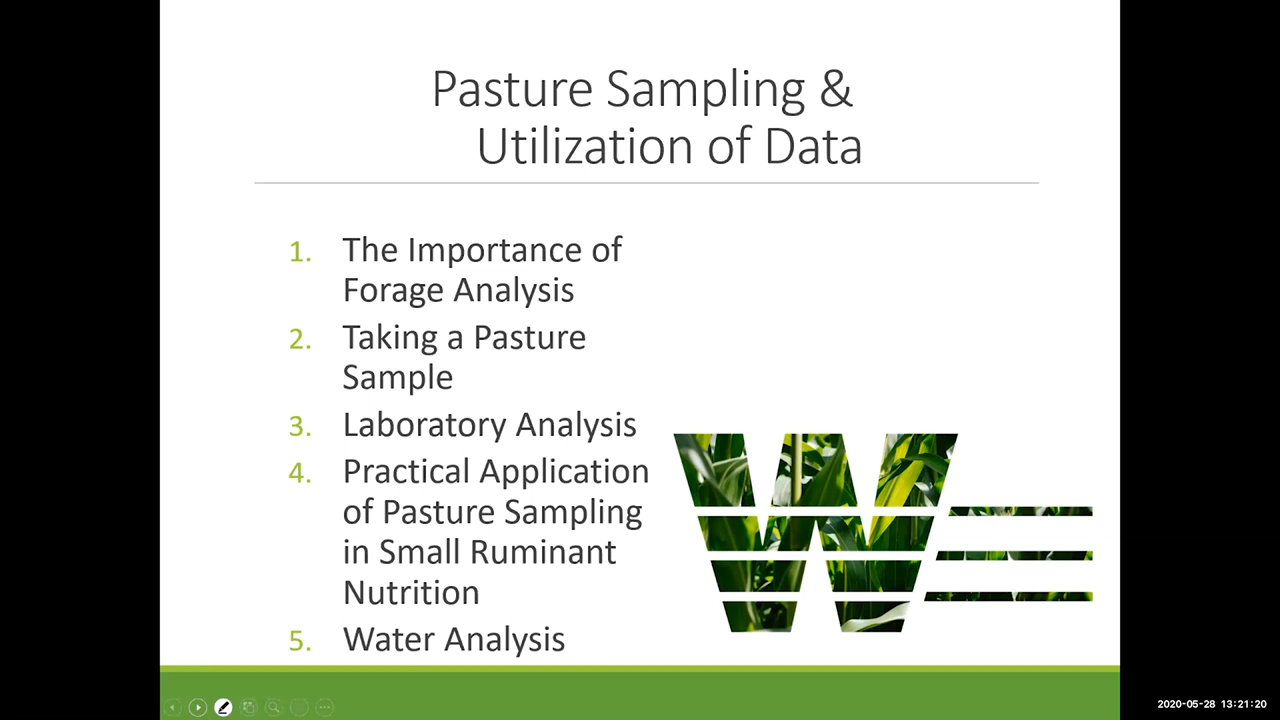 Pasture Sampling &
Utilization of Data
1. The Importance of
Forage Analysis
2. Taking a Pasture
Sample
3. Laboratory Analysis
4. Practical Application
of Pasture Sampling
in Small Ruminant
Nutrition
5. Water Analysis
W
2020-05-28 13:21:20